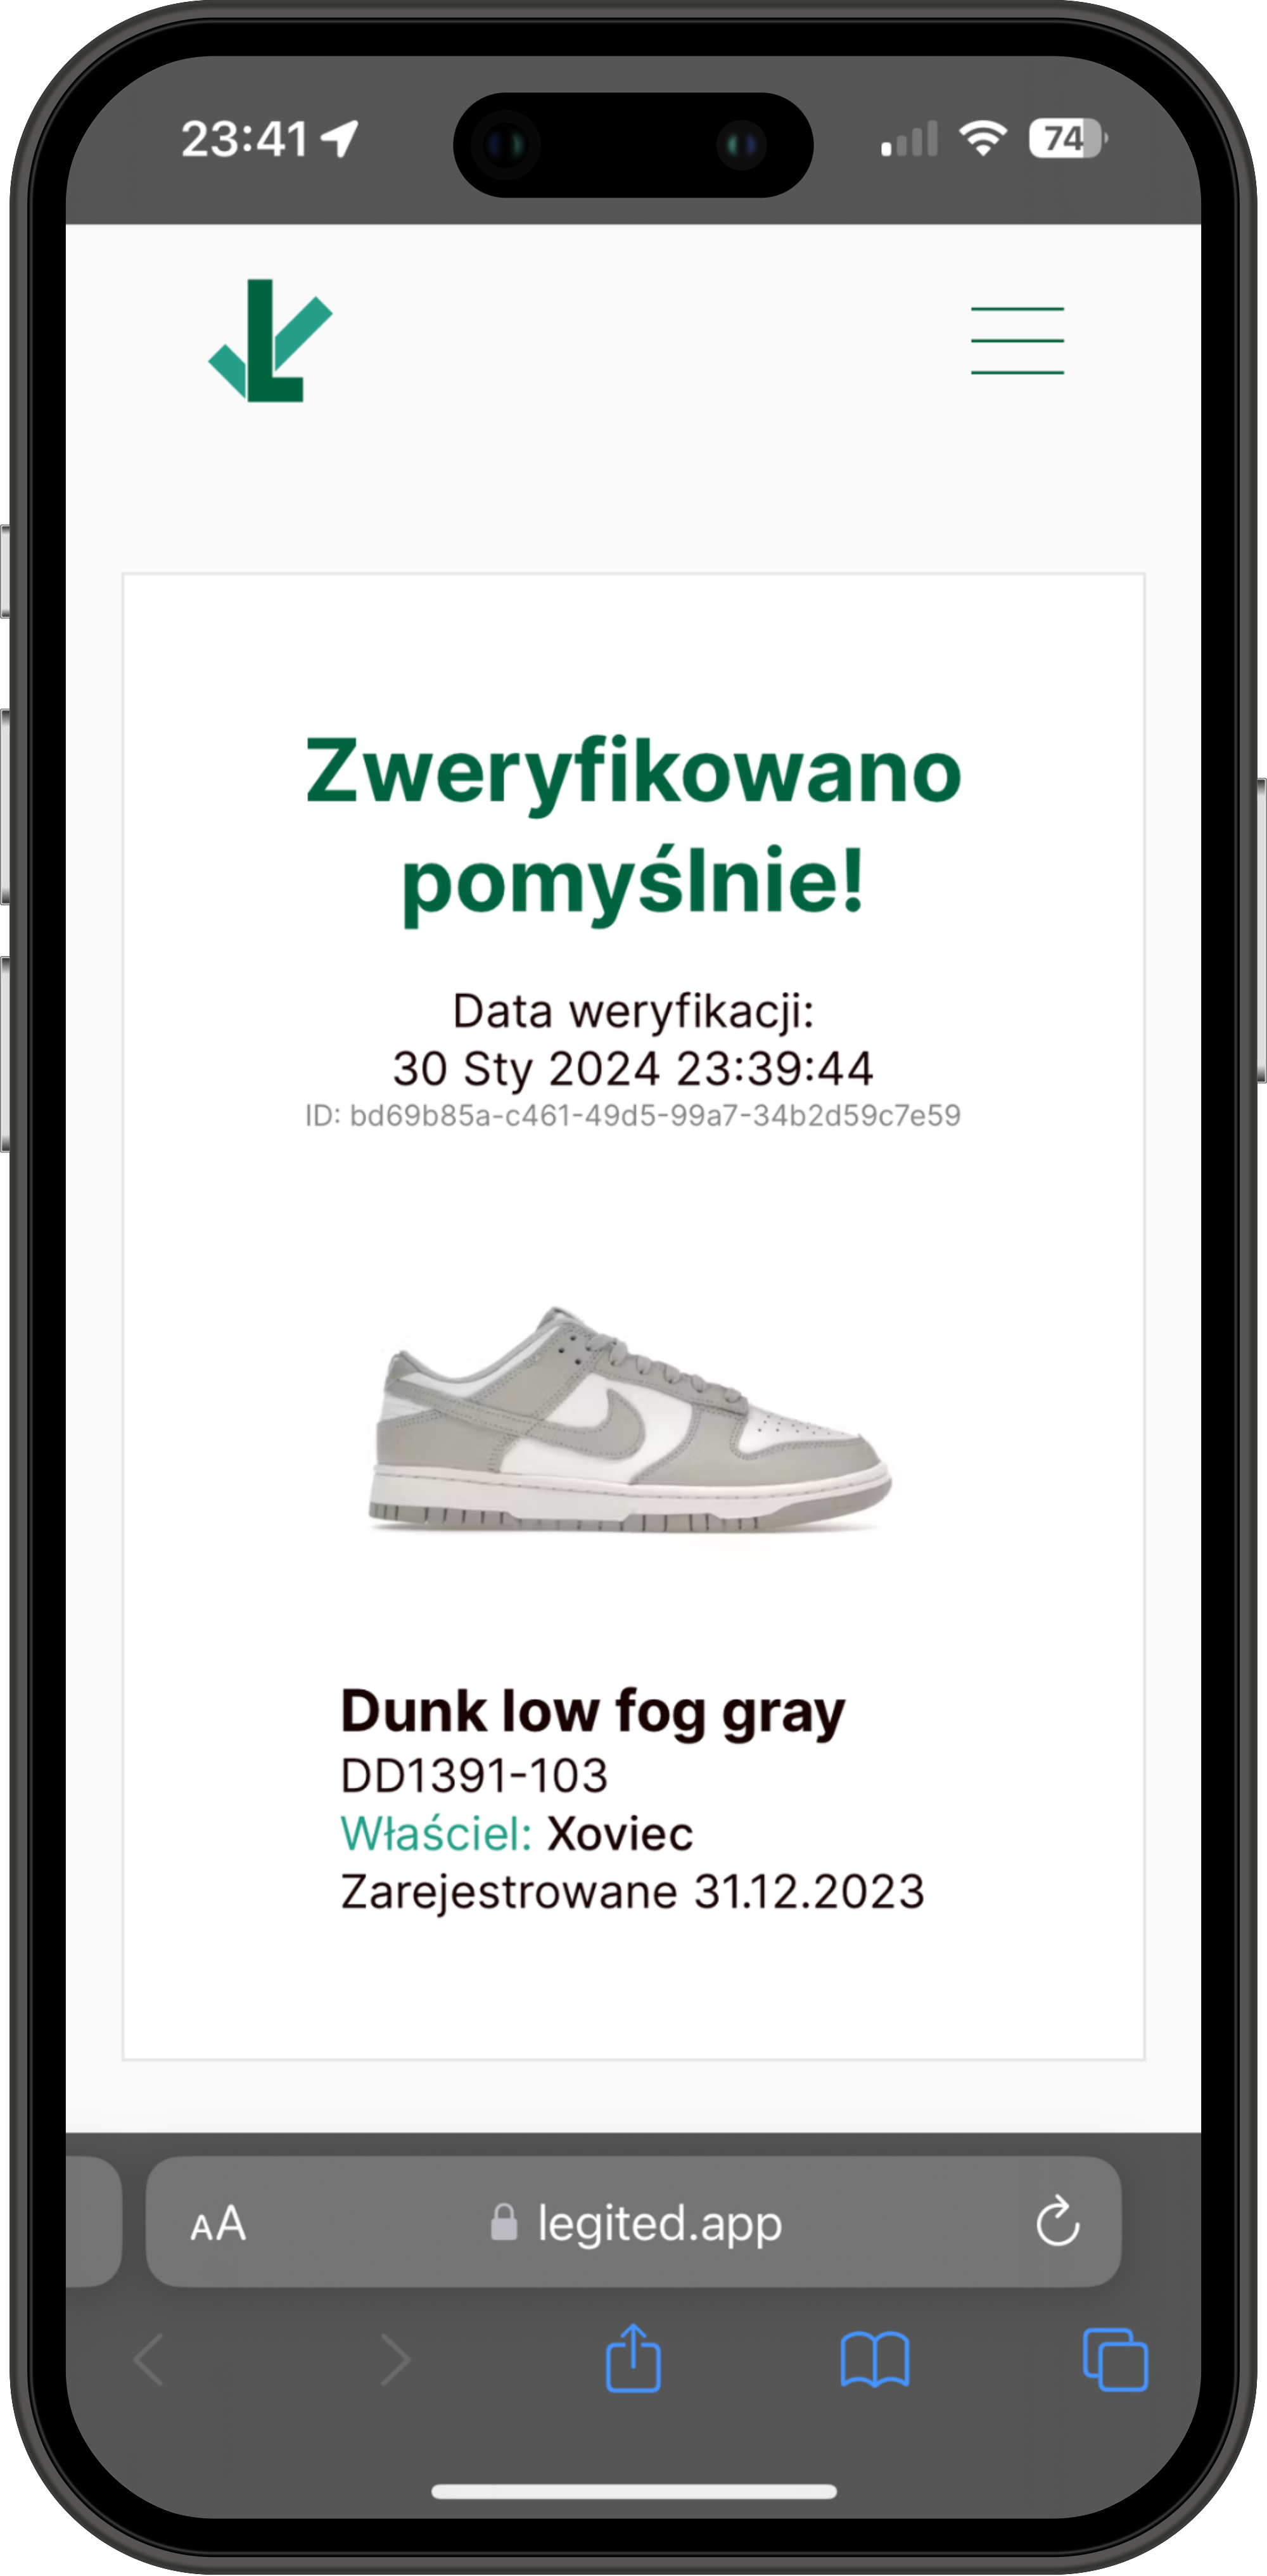 23:41
74
Zweryfikowano
pomyślnie!
Data weryfikacji:
30 Sty 2024 23:39:44
ID: bd69b85a-c461-49d5-99a7-34b2d59c7e59
Dunk low fog gray
DD1391-103
Właściel: Xoviec
Zarejestrowane 31.12.2023
AA legited.app